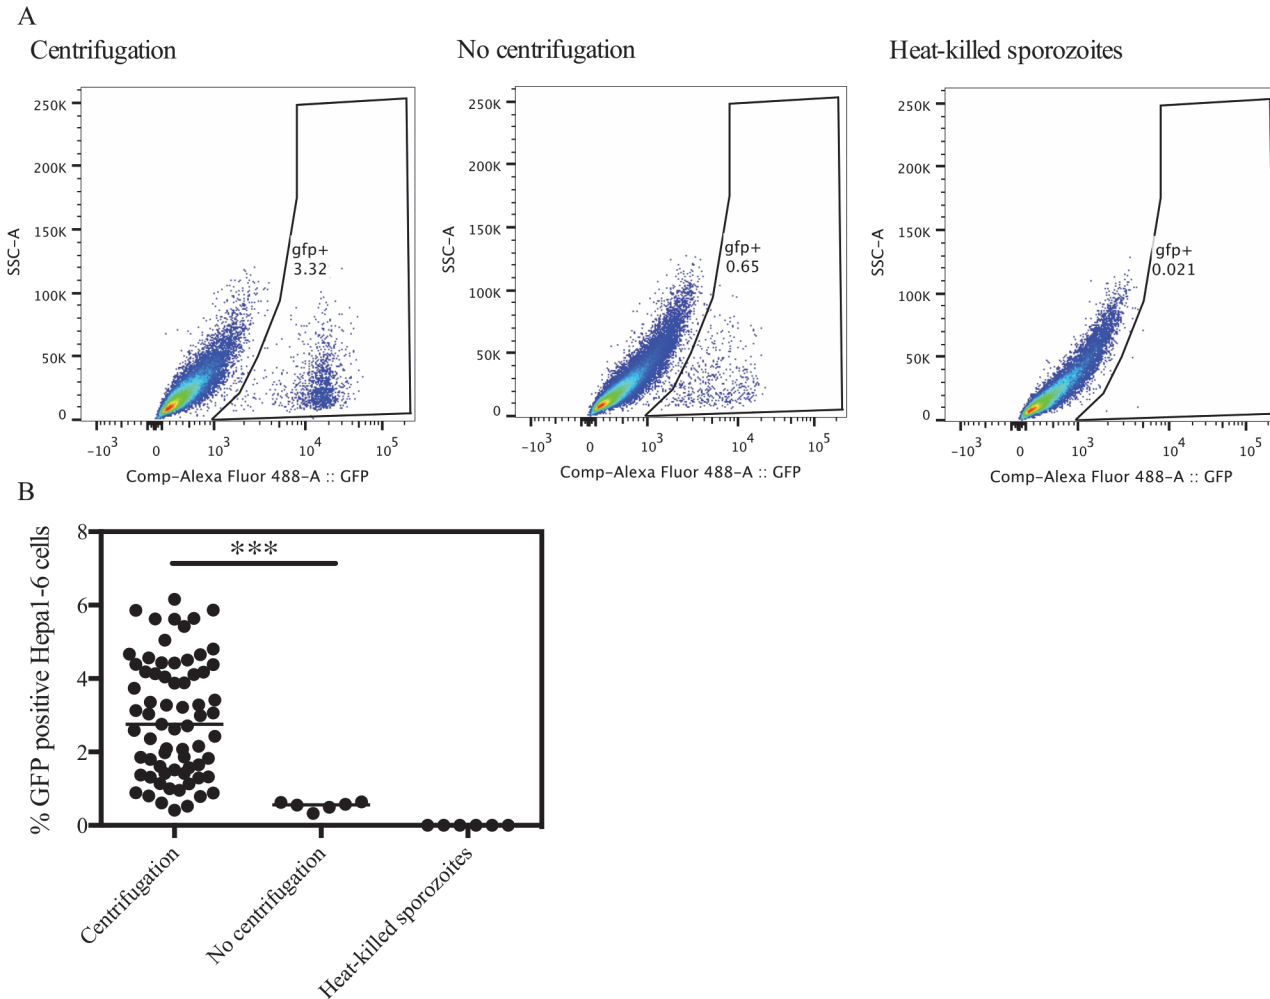 A
Centrifugation
No centrifugation
Heat-killed sporozoites
250K
200K
150K
100K
50K
0
SSC-A
gfp+
3.32
-10³ 0 10³ 10⁴ 10⁵
Comp-Alexa Fluor 488-A :: GFP
250K
200K
150K
100K
50K
0
SSC-A
gfp+
0.65
-10³ 0 10³ 10⁴ 10⁵
Comp-Alexa Fluor 488-A :: GFP
250K
200K
150K
100K
50K
0
SSC-A
gfp+
0.021
-10³ 0 10³ 10⁴ 10⁵
Comp-Alexa Fluor 488-A :: GFP
B
% GFP positive Hepa1-6 cells
8
6
4
2
0
***
Centrifugation
No centrifugation
Heat-killed sporozoites